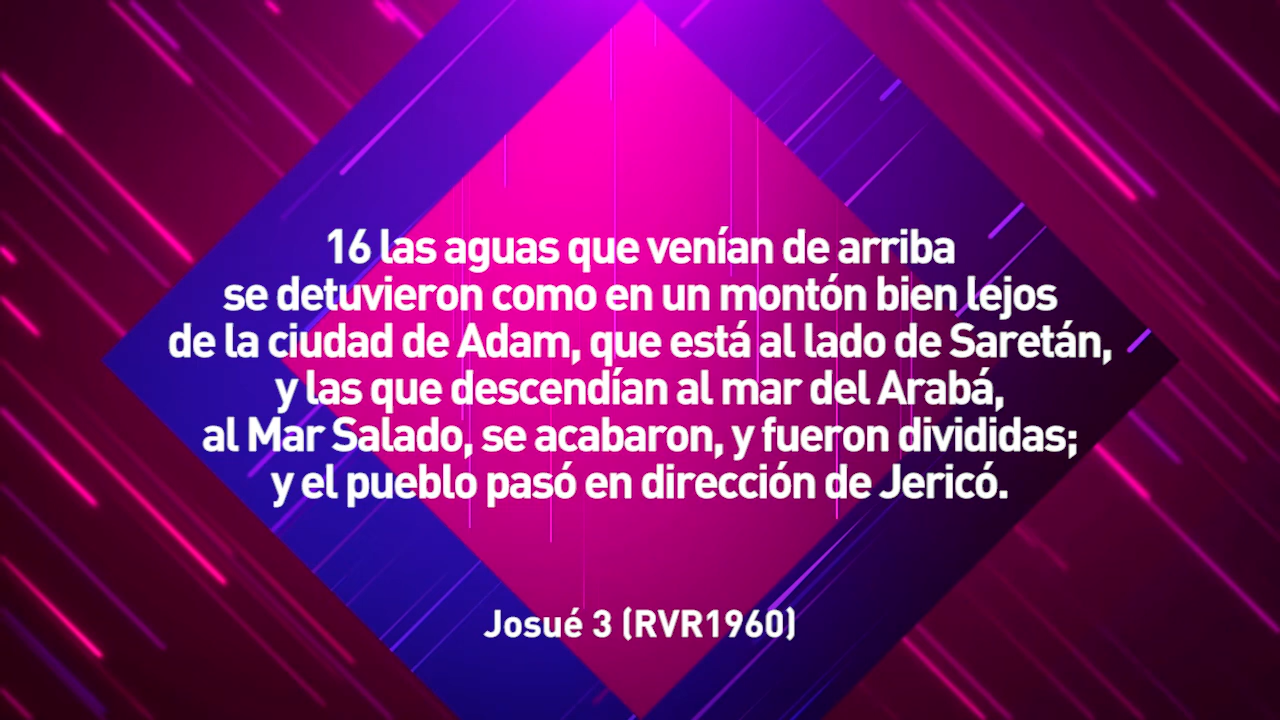 16 las aguas que venían de arriba
se detuvieron como en un montón bien lejos
de la ciudad de Adam, que está al lado de Saretán,
y las que descendían al mar del Arabá,
al Mar Salado, se acabaron, y fueron divididas;
y el pueblo pasó en dirección de Jericó.
Josué 3 (RVR1960)